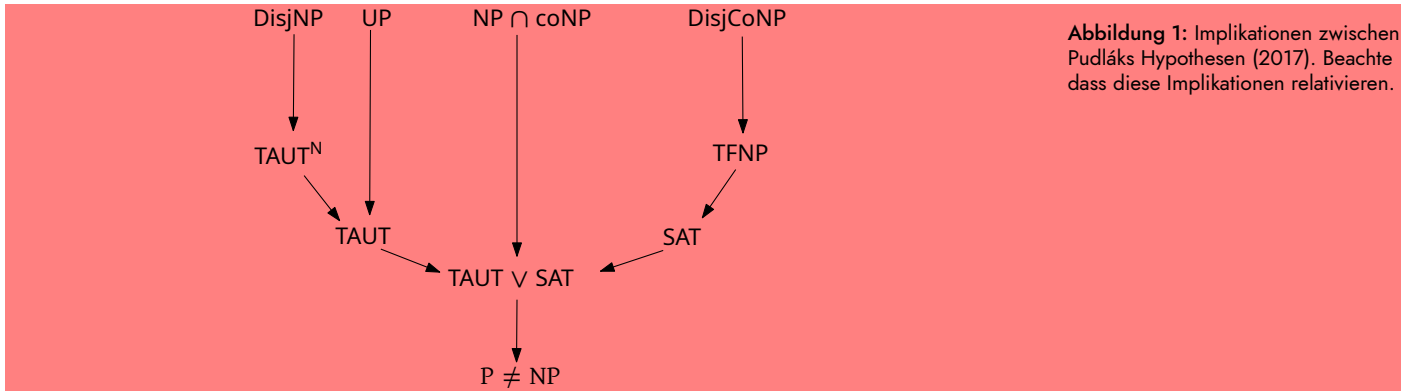 DisjNP UP NP ∩ coNP DisjCoNP
Abbildung 1: Implikationen zwischen
Pudláks Hypothesen (2017). Beachte
dass diese Implikationen relativieren.
TAUT^N TFNP
TAUT SAT
TAUT ∨ SAT
P ≠ NP